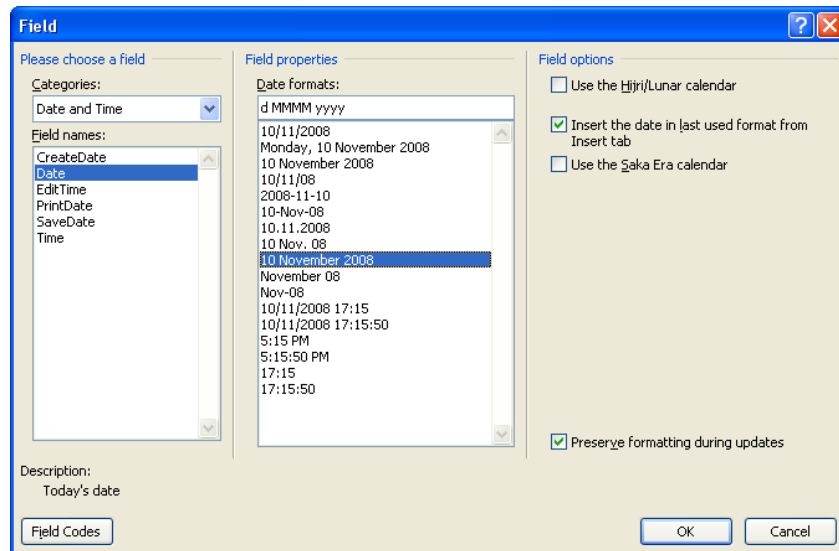 Field
Please choose a field
Categories:
Date and Time
Field names:
CreateDate
Date
EditTime
PrintDate
SaveDate
Time
Field properties
Date formats:
d MMMM yyyy
10/11/2008
Monday, 10 November 2008
10 November 2008
10/11/08
2008-11-10
10-Nov-08
10.11.2008
10 Nov. 08
10 November 2008
November 08
Nov-08
10/11/2008 17:15
10/11/2008 17:15:50
5:15 PM
5:15:50 PM
17:15
17:15:50
Field options
Use the Hijri/Lunar calendar
Insert the date in last used format from
Insert tab
Use the Saka Era calendar
Preserve formatting during updates
Description:
Today's date
Field Codes
OK
Cancel